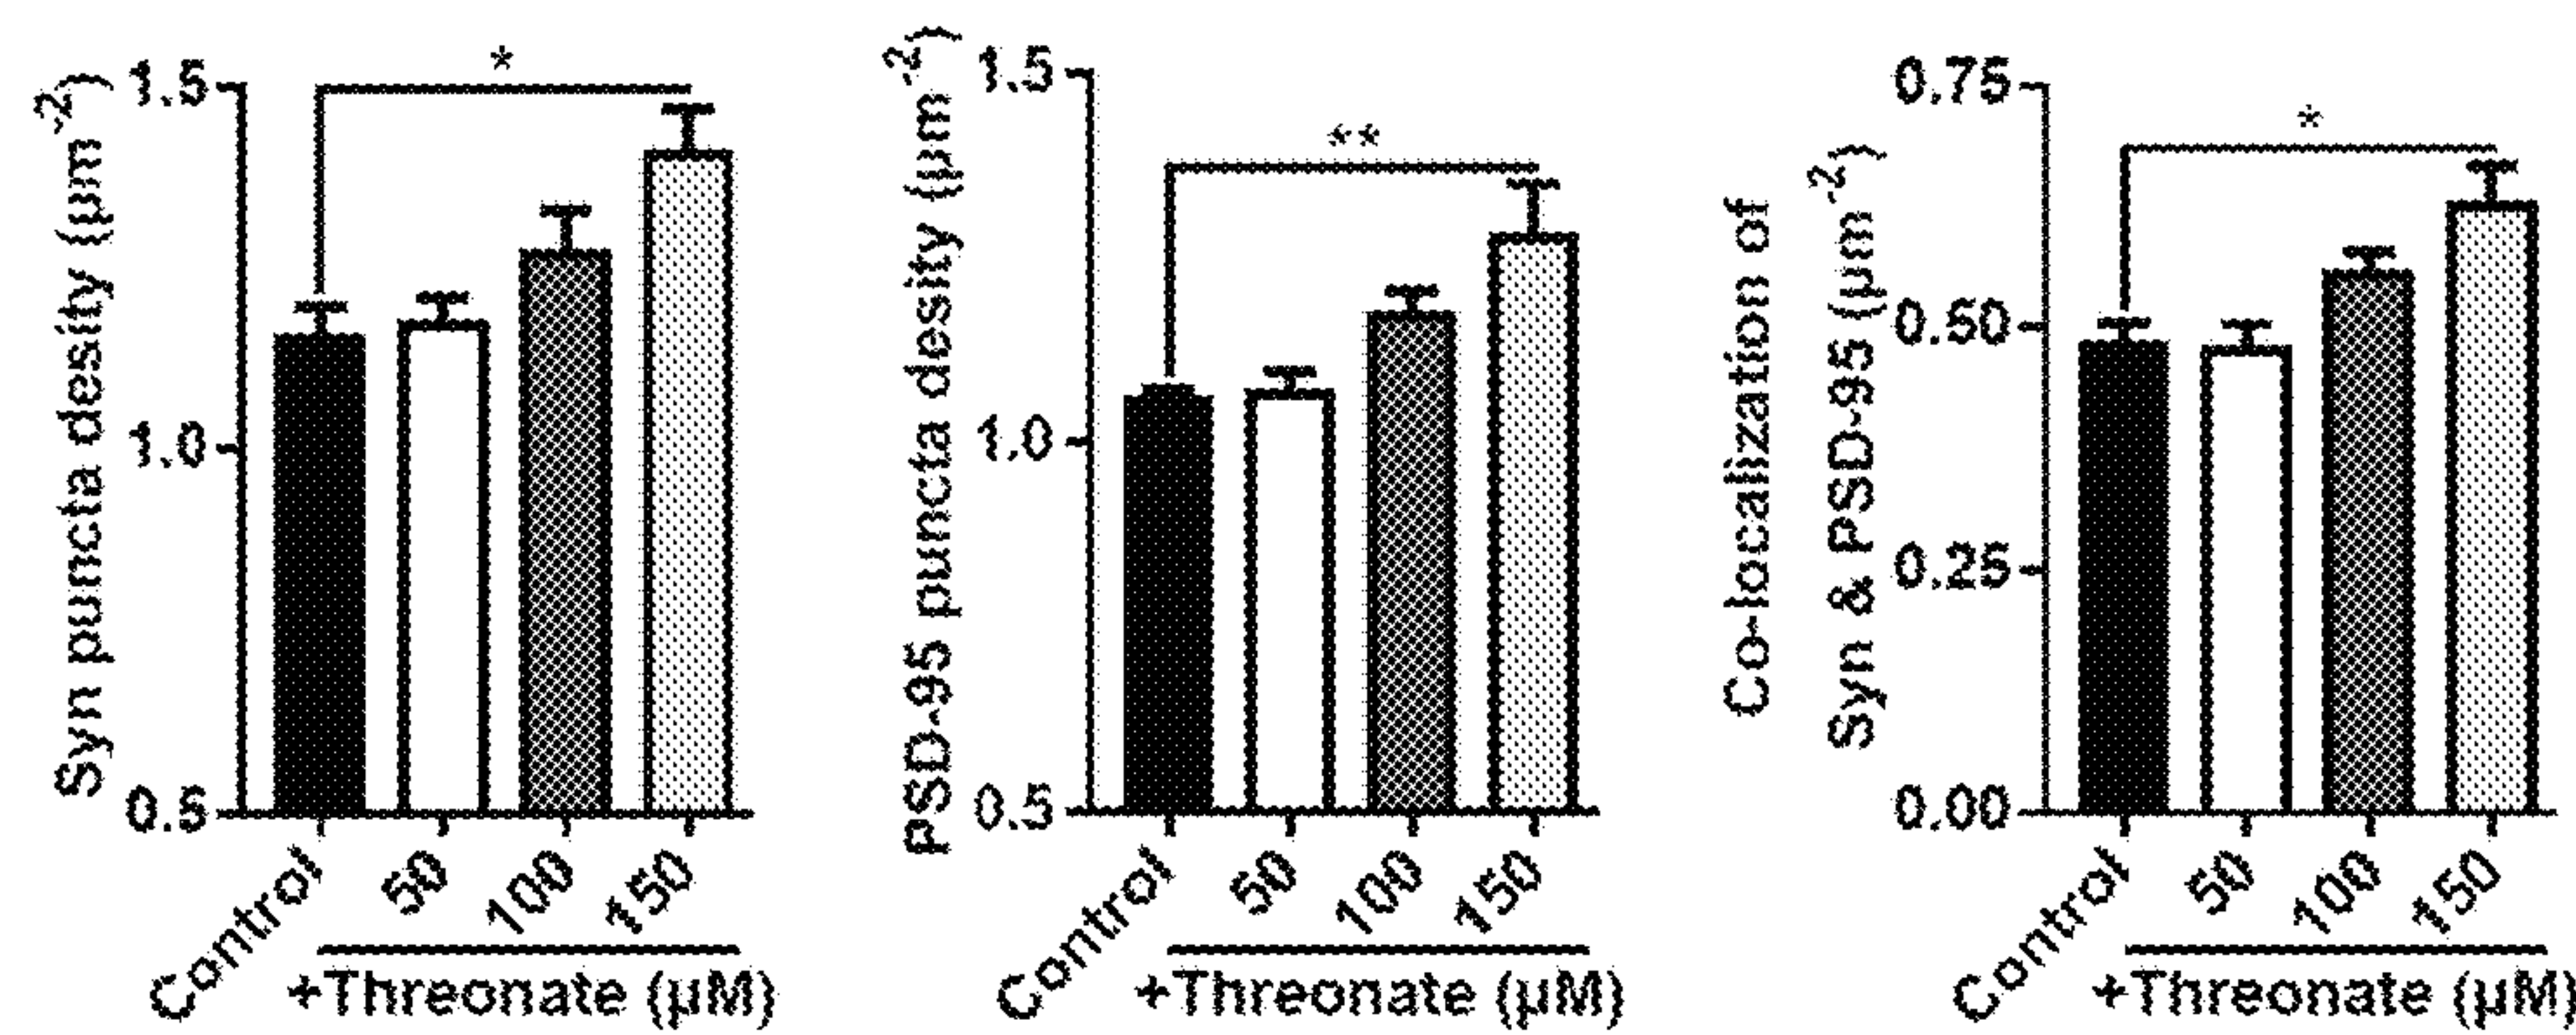 Syn puncta desity (µm⁻²)
1.5
1.0
0.5
*
Control
50
100
150
+Threonate (µM)
PSD-95 puncta desity (µm⁻²)
1.5
1.0
0.5
**
Control
50
100
150
+Threonate (µM)
Co-localization of
Syn & PSD-95 (µm⁻²)
0.75
0.50
0.25
0.00
*
Control
50
100
150
+Threonate (µM)